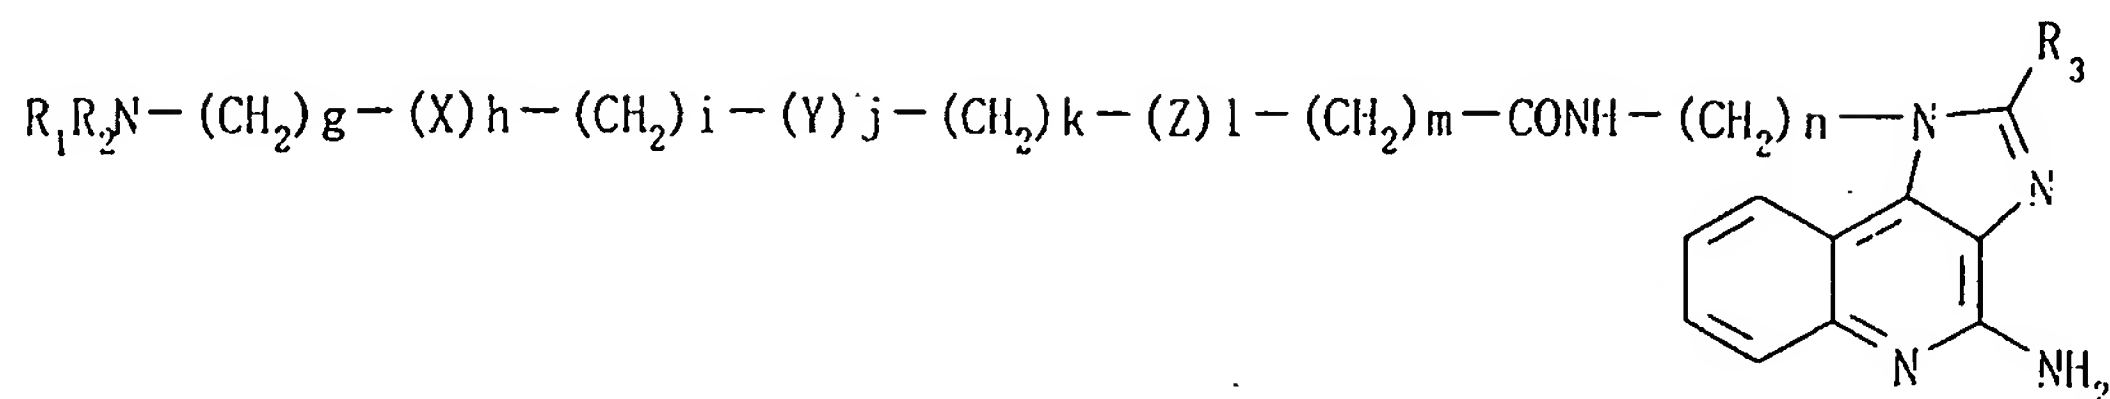 R₃
R₁R₂N—(CH₂)g—(X)h—(CH₂)i—(Y)j—(CH₂)k—(Z)l—(CH₂)m—CONH—(CH₂)n—N
N
N
NH₂